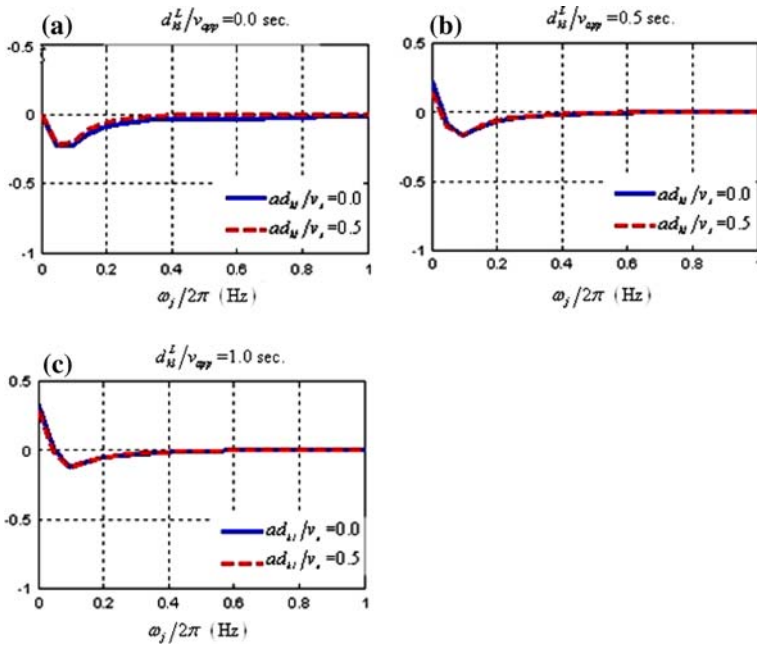 (a) d_kl^L/v_app=0.0 sec.
-0.5
0
-0.5
-1
ad_kl/v_s=0.0
ad_kl/v_s=0.5
0 0.2 0.4 0.6 0.8 1
ω_j/2π (Hz)
(b) d_kl^L/v_app=0.5 sec.
0.5
0
-0.5
-1
ad_kl/v_s=0.0
ad_kl/v_s=0.5
0 0.2 0.4 0.6 0.8 1
ω_j/2π (Hz)
(c) d_kl^L/v_app=1.0 sec.
0.5
0
-0.5
-1
ad_kl/v_s=0.0
ad_kl/v_s=0.5
0 0.2 0.4 0.6 0.8 1
ω_j/2π (Hz)